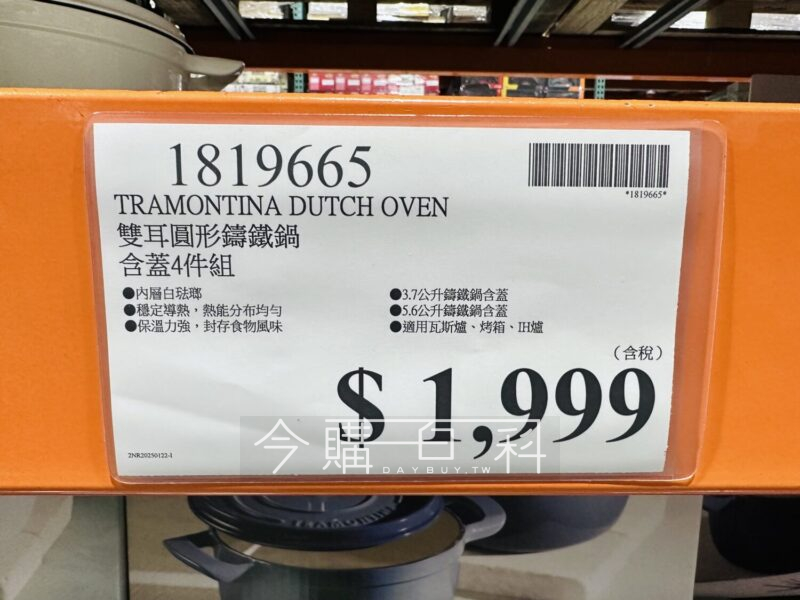 1819665
*1819665*
TRAMONTINA DUTCH OVEN
雙耳圓形鑄鐵鍋
含蓋4件組
●內層白琺瑯
●穩定導熱，熱能分布均勻
●保溫力強，封存食物風味
●3.7公升鑄鐵鍋含蓋
●5.6公升鑄鐵鍋含蓋
●適用瓦斯爐、烤箱、IH爐
（含稅）
$ 1,999
今購百科
DAYBUY.TW
2NR20250122-1
TRAMONTINA